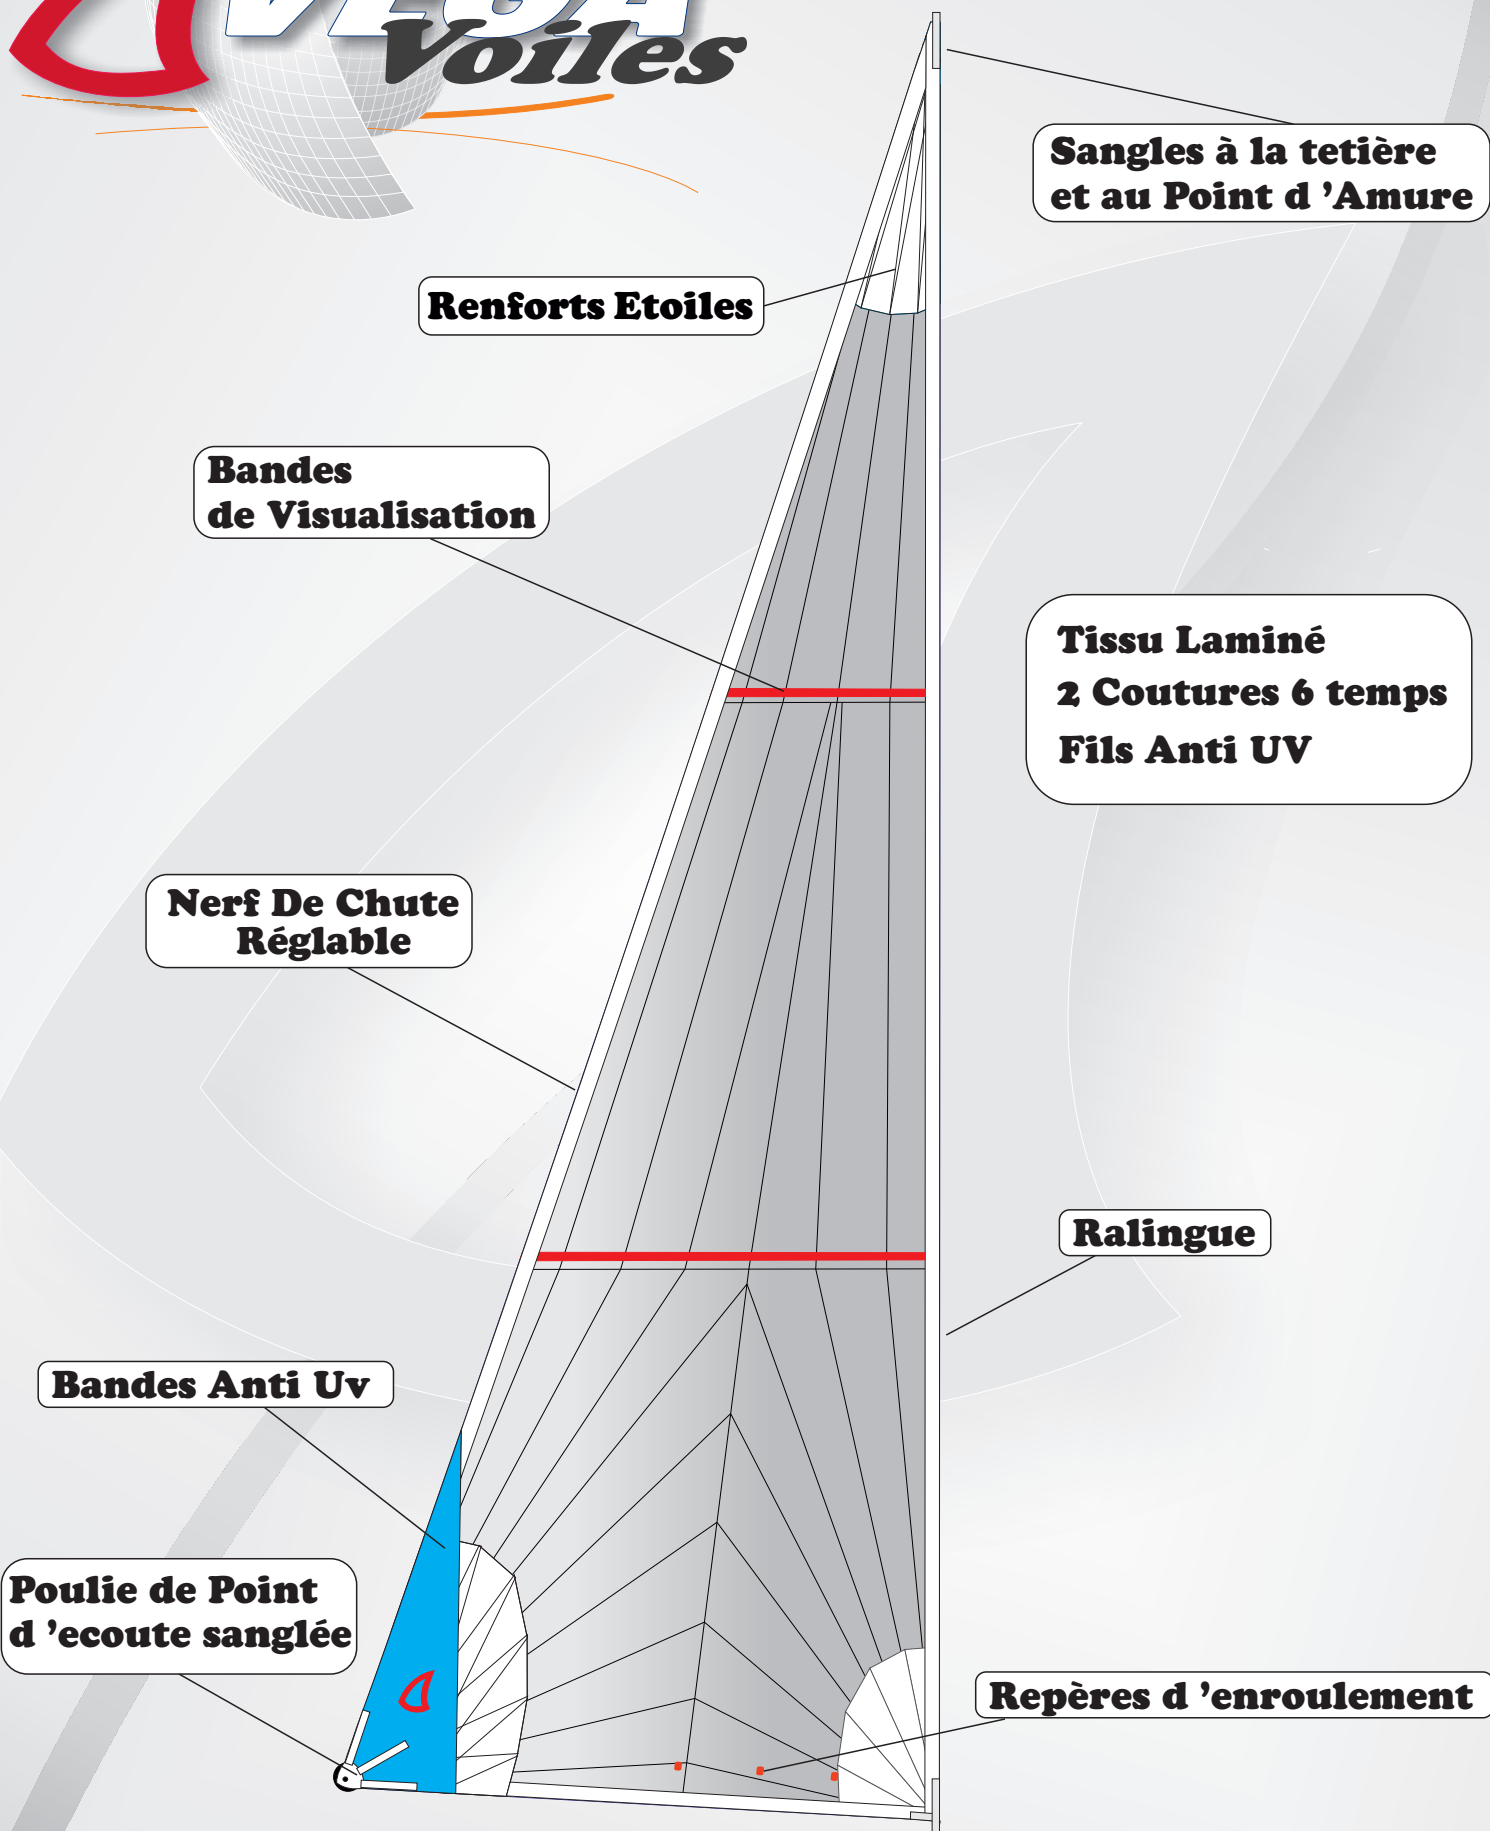 VEGA
Voiles
Sangles à la tetière
et au Point d ’Amure
Renforts Etoiles
Bandes
de Visualisation
Tissu Laminé
2 Coutures 6 temps
Fils Anti UV
Nerf De Chute
Réglable
Ralingue
Bandes Anti Uv
Poulie de Point
d ’ecoute sanglée
Repères d ’enroulement